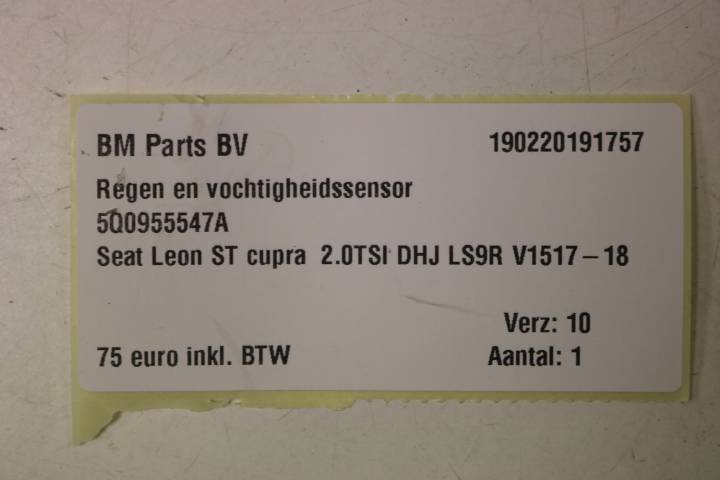 BM Parts BV 190220191757
Regen en vochtigheidssensor
5Q0955547A
Seat Leon ST cupra 2.0TSI DHJ LS9R V1517-18
Verz: 10
75 euro inkl. BTW Aantal: 1